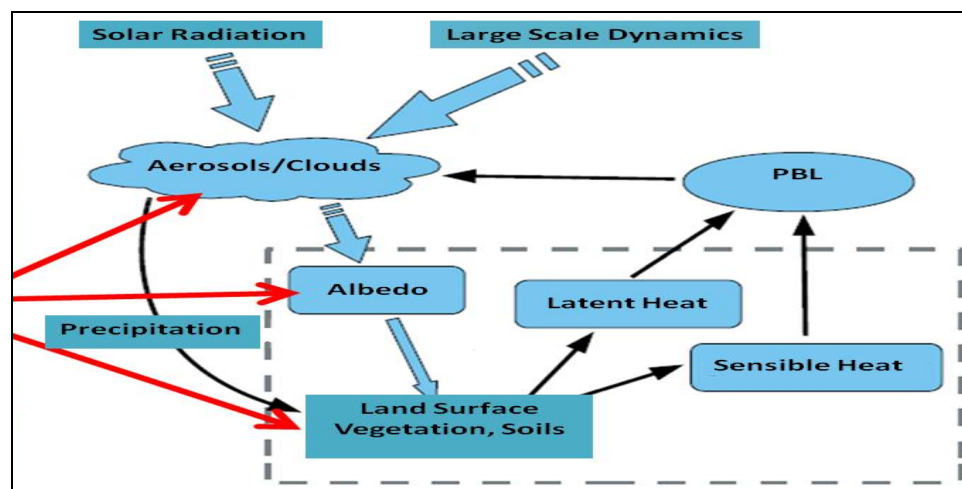 Solar Radiation
Large Scale Dynamics
Aerosols/Clouds
PBL
Albedo
Latent Heat
Precipitation
Sensible Heat
Land Surface
Vegetation, Soils